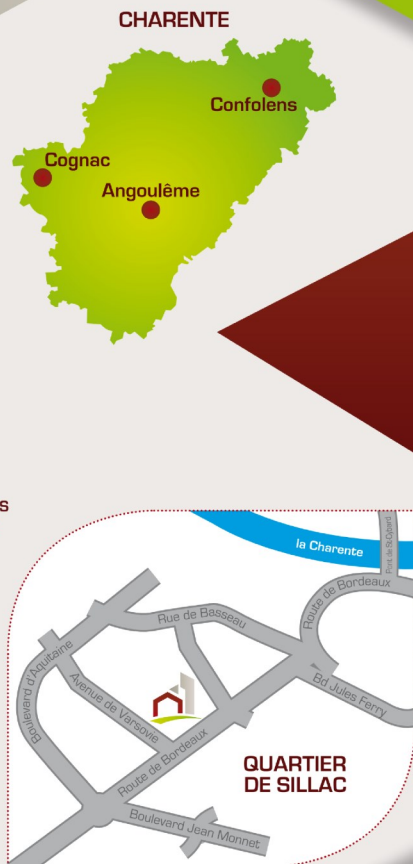 CHARENTE
Confolens
Cognac
Angoulême
s
la Charente
Pont de St Cybard
Route de Bordeaux
Rue de Basseau
Boulevard d'Aquitaine
Avenue de Varsovie
Bd Jules Ferry
Route de Bordeaux
QUARTIER
DE SILLAC
Boulevard Jean Monnet